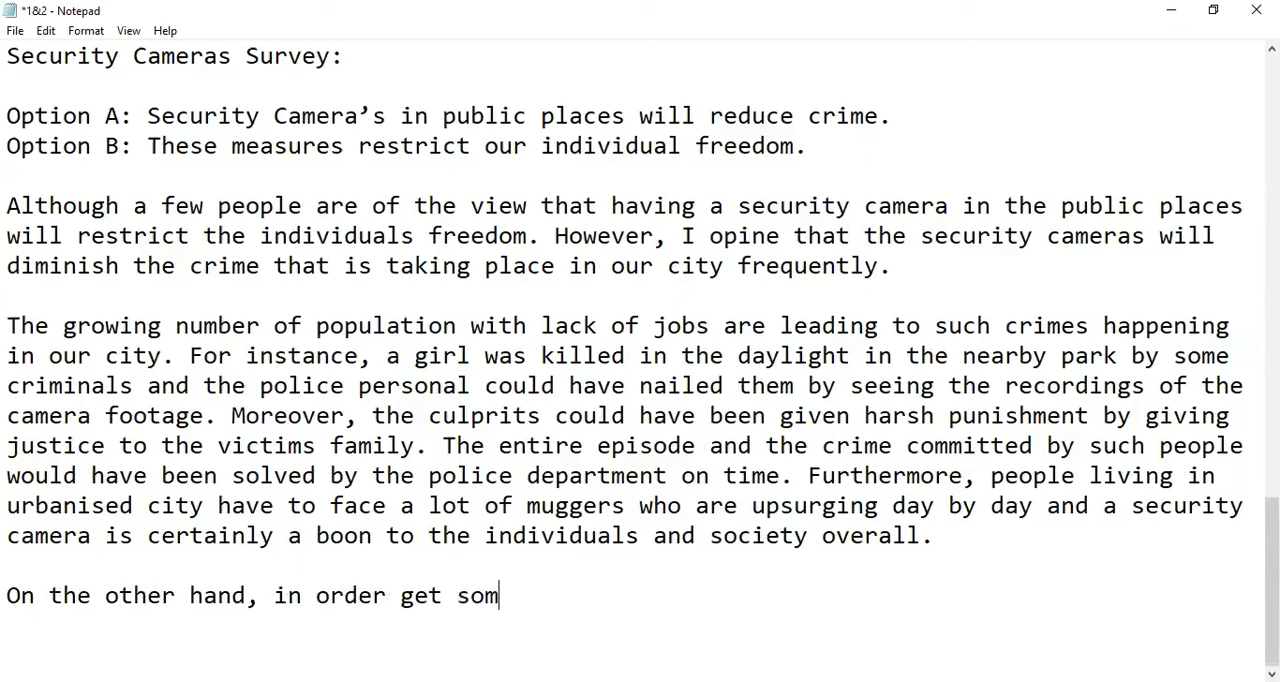 *1&2 - Notepad
File Edit Format View Help
Security Cameras Survey:
Option A: Security Camera’s in public places will reduce crime.
Option B: These measures restrict our individual freedom.
Although a few people are of the view that having a security camera in the public places
will restrict the individuals freedom. However, I opine that the security cameras will
diminish the crime that is taking place in our city frequently.
The growing number of population with lack of jobs are leading to such crimes happening
in our city. For instance, a girl was killed in the daylight in the nearby park by some
criminals and the police personal could have nailed them by seeing the recordings of the
camera footage. Moreover, the culprits could have been given harsh punishment by giving
justice to the victims family. The entire episode and the crime committed by such people
would have been solved by the police department on time. Furthermore, people living in
urbanised city have to face a lot of muggers who are upsurging day by day and a security
camera is certainly a boon to the individuals and society overall.
On the other hand, in order get som